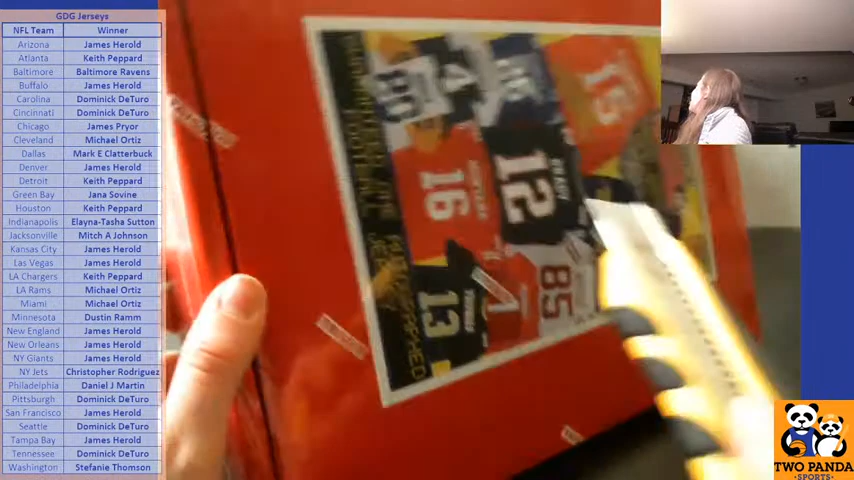 GDG Jerseys
NFL Team Winner
Arizona James Herold
Atlanta Keith Peppard
Baltimore Baltimore Ravens
Buffalo James Herold
Carolina Dominick DeTuro
Cincinnati Dominick DeTuro
Chicago James Pryor
Cleveland Michael Ortiz
Dallas Mark E Clatterbuck
Denver James Herold
Detroit Keith Peppard
Green Bay Jana Sovine
Houston Keith Peppard
Indianapolis Elayna-Tasha Sutton
Jacksonville Mitch A Johnson
Kansas City James Herold
Las Vegas James Herold
LA Chargers Keith Peppard
LA Rams Michael Ortiz
Miami Michael Ortiz
Minnesota Dustin Ramm
New England James Herold
New Orleans James Herold
NY Giants James Herold
NY Jets Christopher Rodriguez
Philadelphia Daniel J Martin
Pittsburgh Dominick DeTuro
San Francisco James Herold
Seattle Dominick DeTuro
Tampa Bay James Herold
Tennessee Dominick DeTuro
Washington Stefanie Thomson
4
15
16
12
85
13
TWO PANDA
SPORTS